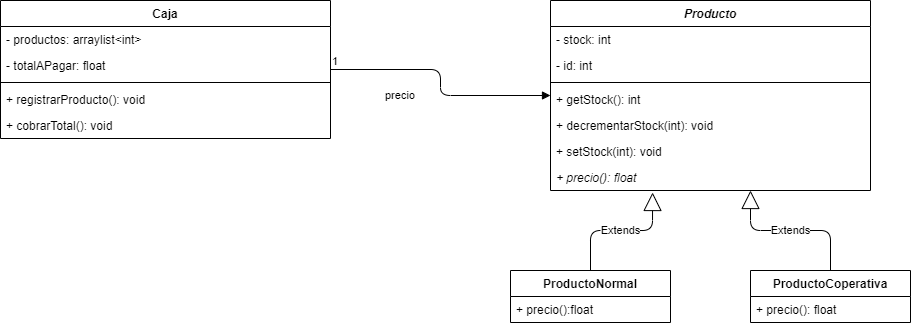 Caja
- productos: arraylist<int>
- totalAPagar: float
+ registrarProducto(): void
+ cobrarTotal(): void
1
precio
Producto
- stock: int
- id: int
+ getStock(): int
+ decrementarStock(int): void
+ setStock(int): void
+ precio(): float
Extends
Extends
ProductoNormal
+ precio():float
ProductoCoperativa
+ precio(): float